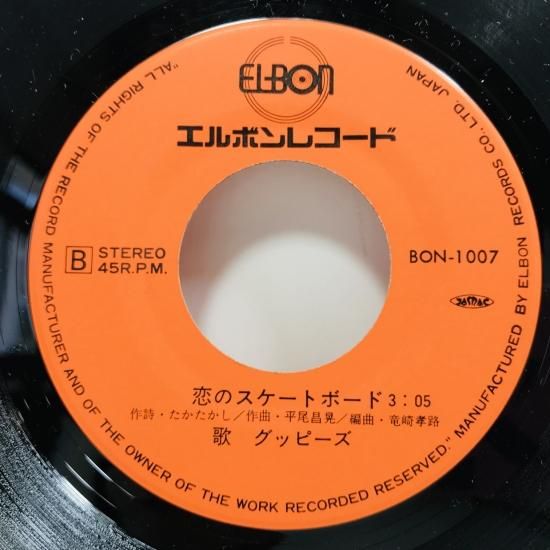 ELBON
エルボンレコード
B STEREO
45R.P.M.
BON-1007
JASRAC
恋のスケートボード 3:05
作詩・たかたかし/作曲・平尾昌晃/編曲・竜崎孝路
歌 グッピーズ
"ALL RIGHTS OF THE RECORD MANUFACTURER AND OF THE OWNER OF THE WORK RECORDED RESERVED." MANUFACTURED BY ELBON RECORDS CO., LTD. JAPAN